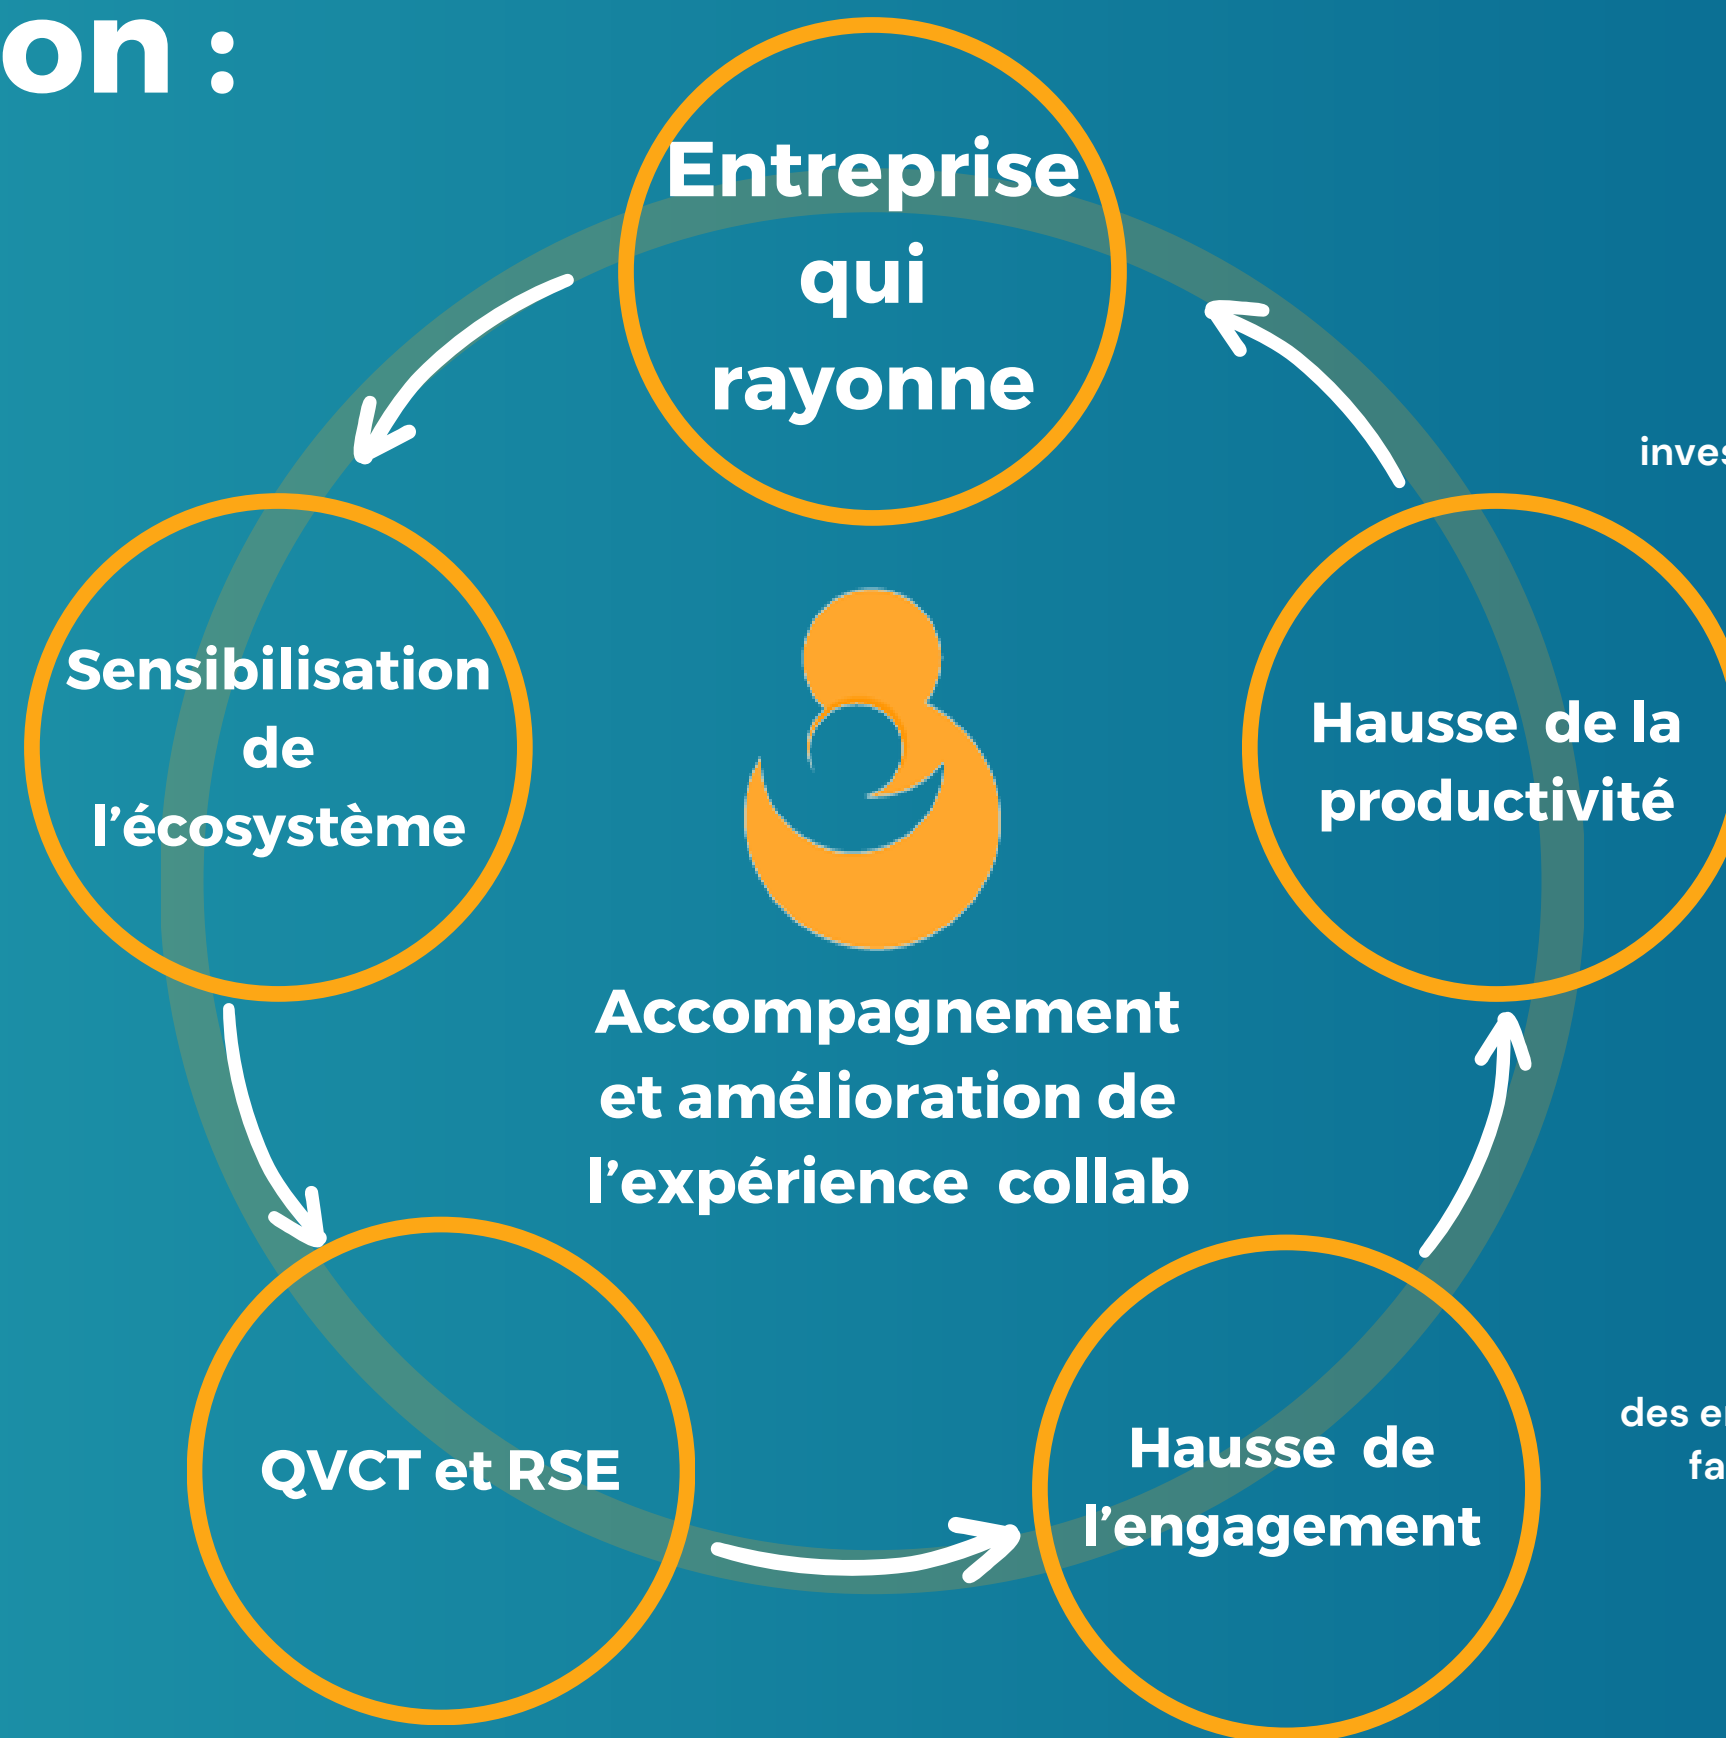 on :
Entreprise
qui
rayonne
Sensibilisation
de
l’écosystème
Hausse de la
productivité
Accompagnement
et amélioration de
l’expérience collab
QVCT et RSE
Hausse de
l’engagement
des